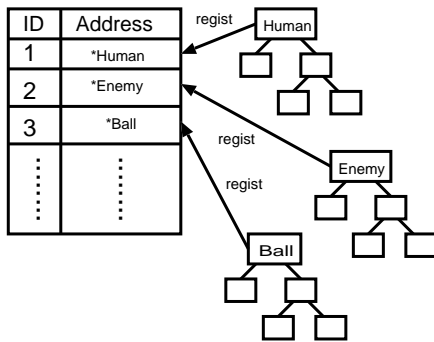 ID Address
1 *Human
2 *Enemy
3 *Ball
regist
Human
regist
Enemy
regist
Ball